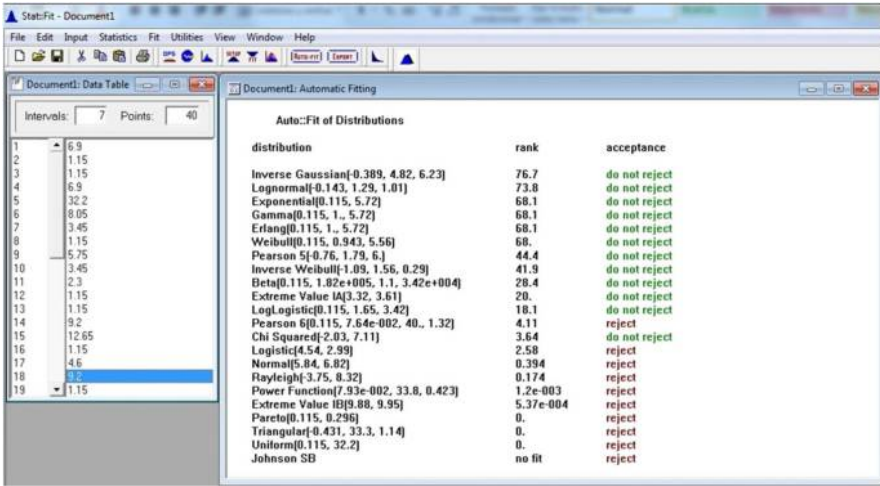 Stat::Fit - Document1
File Edit Input Statistics Fit Utilities View Window Help
AUTO::FIT EXPORT
Document1: Data Table
Intervals: 7 Points: 40
1 6.9
2 1.15
3 1.15
4 6.9
5 32.2
6 8.05
7 3.45
8 1.15
9 5.75
10 3.45
11 2.3
12 1.15
13 1.15
14 9.2
15 12.65
16 1.15
17 4.6
18 9.2
19 1.15
Document1: Automatic Fitting
Auto::Fit of Distributions
distribution rank acceptance
Inverse Gaussian(-0.389, 4.82, 6.23) 76.7 do not reject
Lognormal(-0.143, 1.29, 1.01) 73.8 do not reject
Exponential(0.115, 5.72) 68.1 do not reject
Gamma(0.115, 1., 5.72) 68.1 do not reject
Erlang(0.115, 1., 5.72) 68.1 do not reject
Weibull(0.115, 0.943, 5.56) 68. do not reject
Pearson 5(-0.76, 1.79, 6.) 44.4 do not reject
Inverse Weibull(-1.09, 1.56, 0.29) 41.9 do not reject
Beta(0.115, 1.82e+005, 1.1, 3.42e+004) 28.4 do not reject
Extreme Value IA(3.32, 3.61) 20. do not reject
LogLogistic(0.115, 1.65, 3.42) 18.1 do not reject
Pearson 6(0.115, 7.64e-002, 40., 1.32) 4.11 reject
Chi Squared(-2.03, 7.11) 3.64 do not reject
Logistic(4.54, 2.99) 2.58 reject
Normal(5.84, 6.82) 0.394 reject
Rayleigh(-3.75, 8.32) 0.174 reject
Power Function(7.93e-002, 33.8, 0.423) 1.2e-003 reject
Extreme Value IB(9.88, 9.95) 5.37e-004 reject
Pareto(0.115, 0.296) 0. reject
Triangular(-0.431, 33.3, 1.14) 0. reject
Uniform(0.115, 32.2) 0. reject
Johnson SB no fit reject